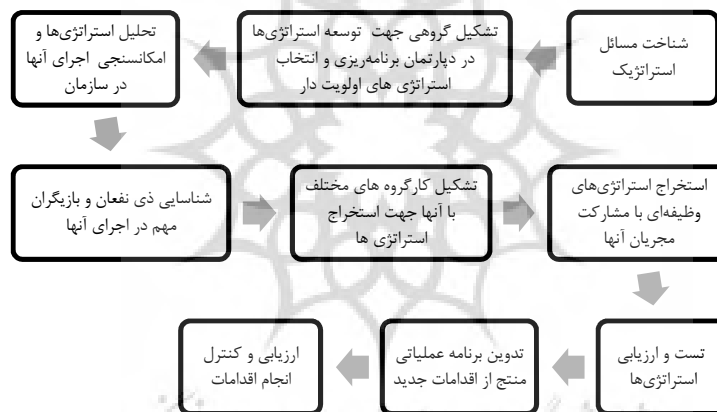 شناخت مسائل
استراتژیک
تشکیل گروهی جهت توسعه استراتژی‌ها
در دپارتمان برنامه‌ریزی و انتخاب
استراتژی های اولویت دار
تحلیل استراتژی‌ها و
امکانسنجی اجرای آنها
در سازمان
شناسایی ذی نفعان و بازیگران
مهم در اجرای آنها
تشکیل کارگروه های مختلف
با آنها جهت استخراج
استراتژی ها
استخراج استراتژی‌های
وظیفه‌ای با مشارکت
مجریان آنها
تست و ارزیابی
استراتژی‌ها
تدوین برنامه عملیاتی
منتج از اقدامات جدید
ارزیابی و کنترل
انجام اقدامات